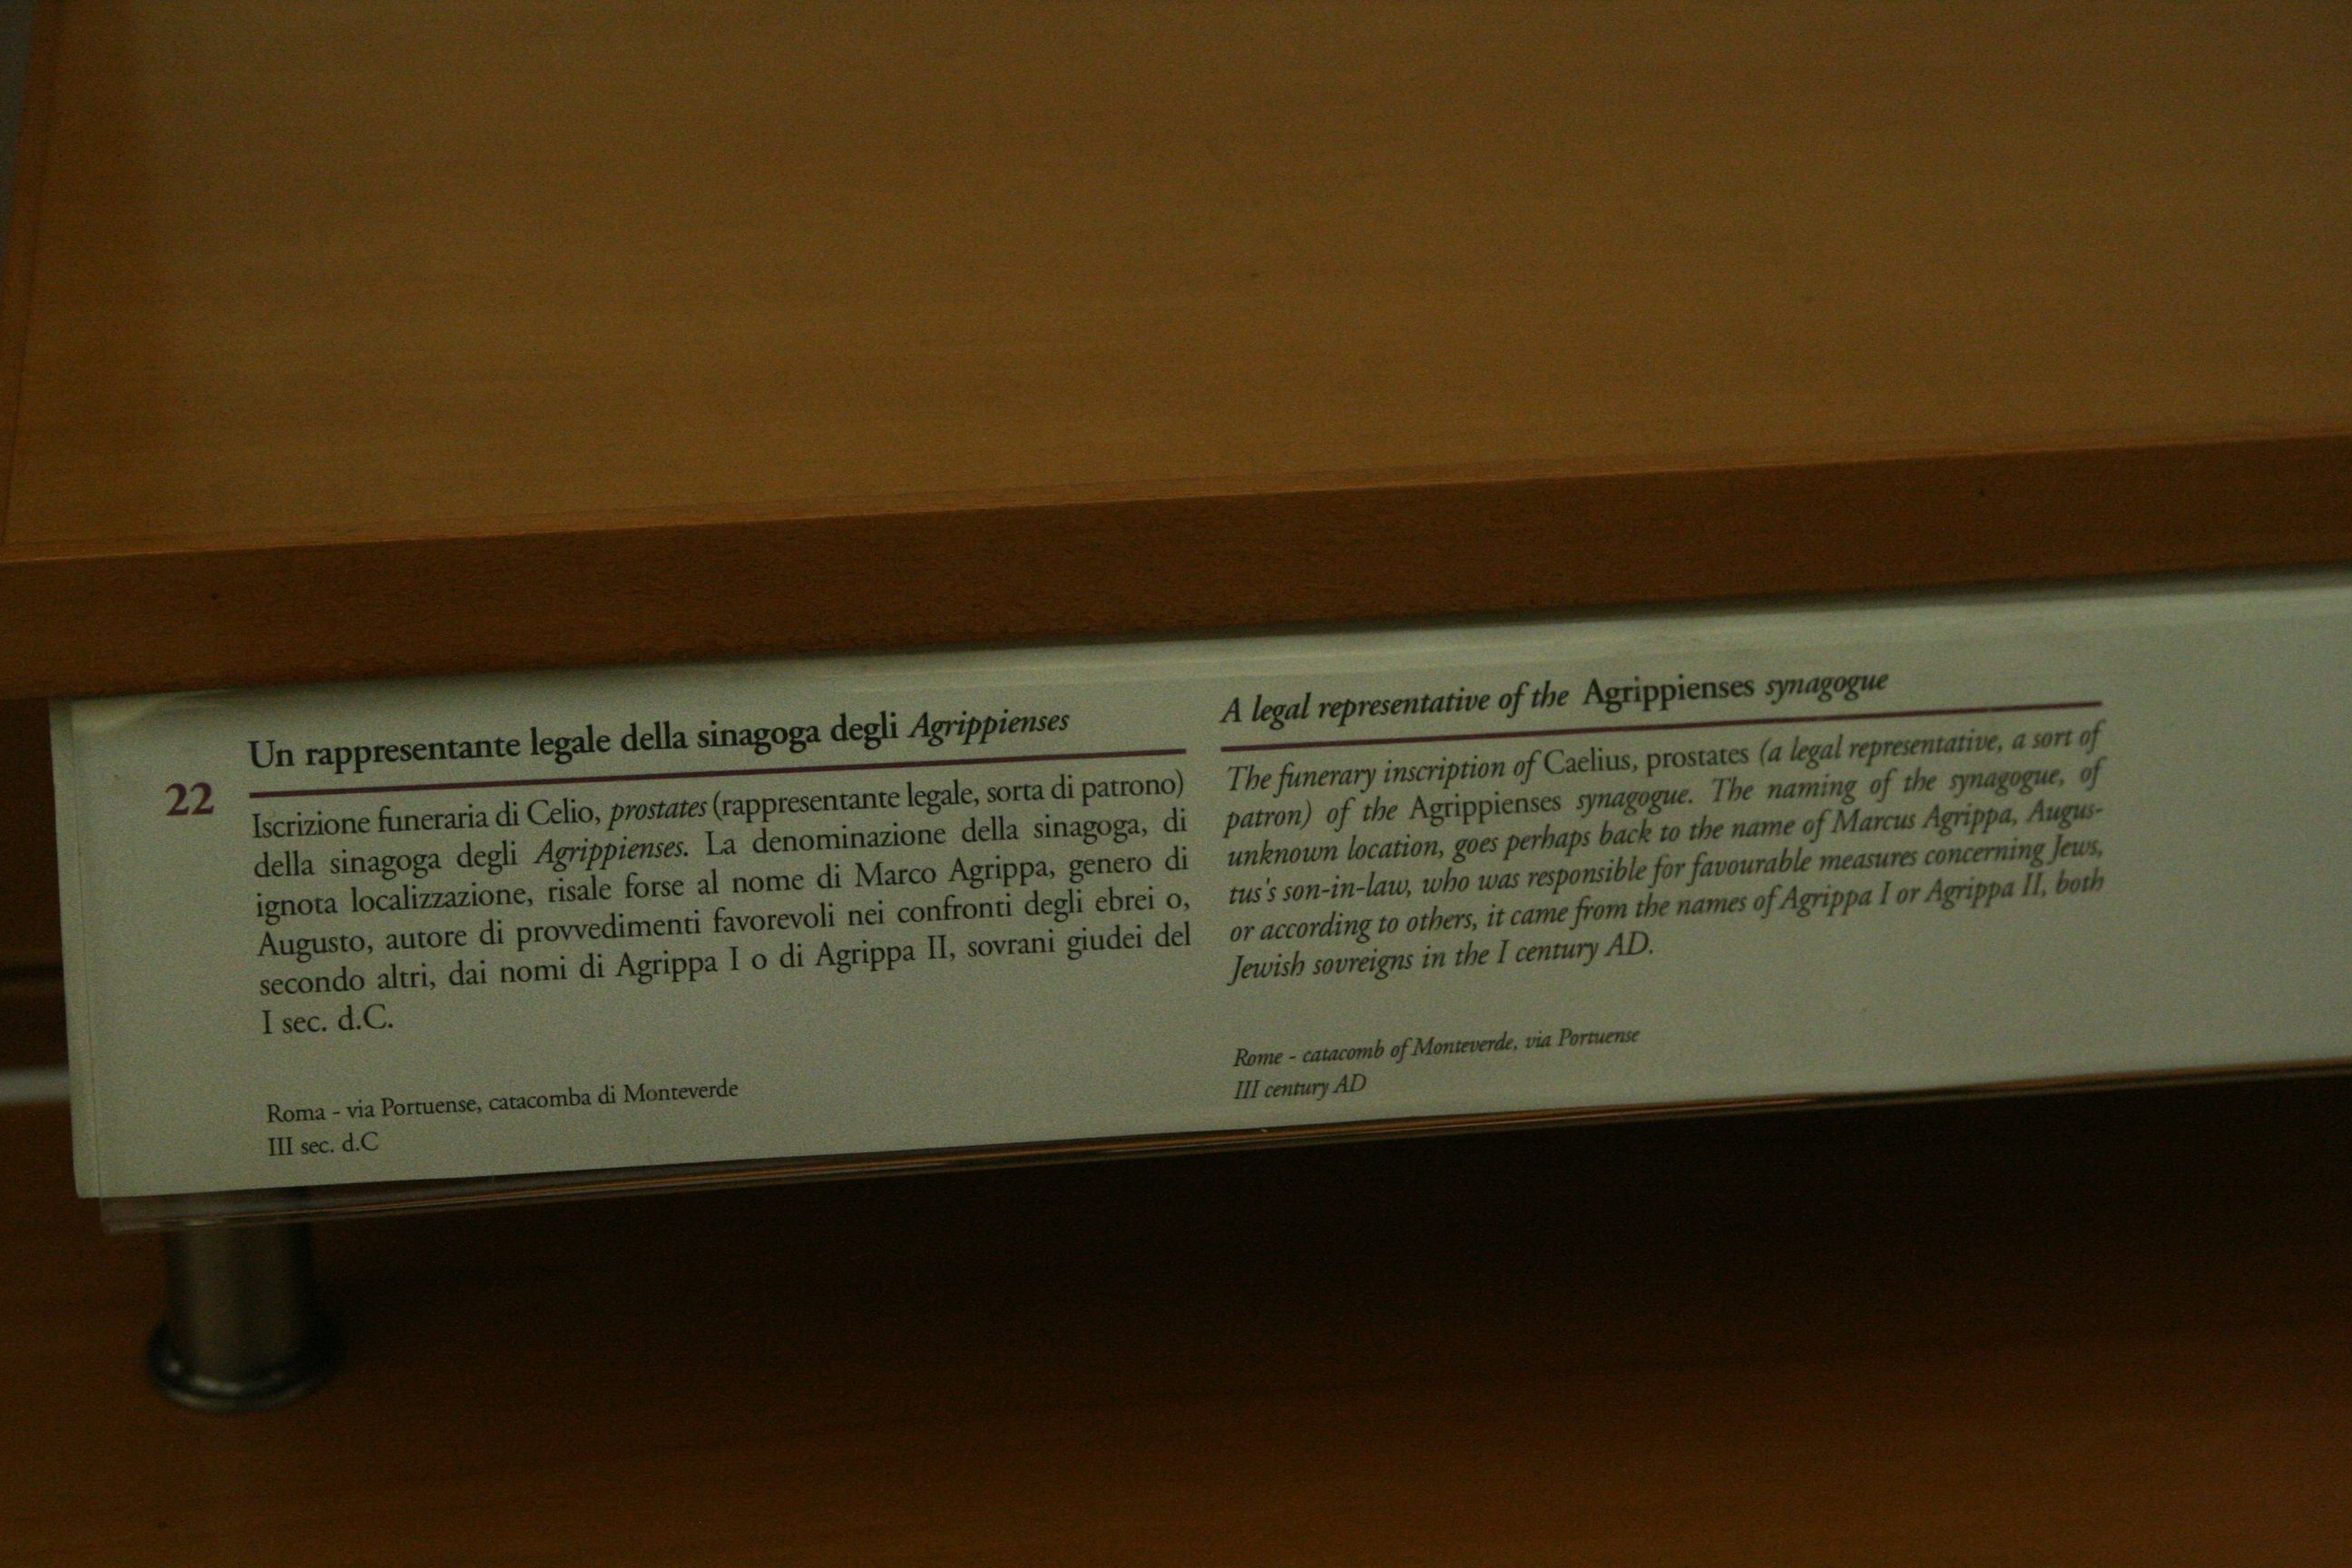 22
Un rappresentante legale della sinagoga degli Agrippienses
Iscrizione funeraria di Celio, prostates (rappresentante legale, sorta di patrono)
della sinagoga degli Agrippienses. La denominazione della sinagoga, di
ignota localizzazione, risale forse al nome di Marco Agrippa, genero di
Augusto, autore di provvedimenti favorevoli nei confronti degli ebrei o,
secondo altri, dai nomi di Agrippa I o di Agrippa II, sovrani giudei del
I sec. d.C.
Roma - via Portuense, catacomba di Monteverde
III sec. d.C
A legal representative of the Agrippienses synagogue
The funerary inscription of Caelius, prostates (a legal representative, a sort of
patron) of the Agrippienses synagogue. The naming of the synagogue, of
unknown location, goes perhaps back to the name of Marcus Agrippa, Augus-
tus's son-in-law, who was responsible for favourable measures concerning Jews,
or according to others, it came from the names of Agrippa I or Agrippa II, both
Jewish sovreigns in the I century AD.
Rome - catacomb of Monteverde, via Portuense
III century AD